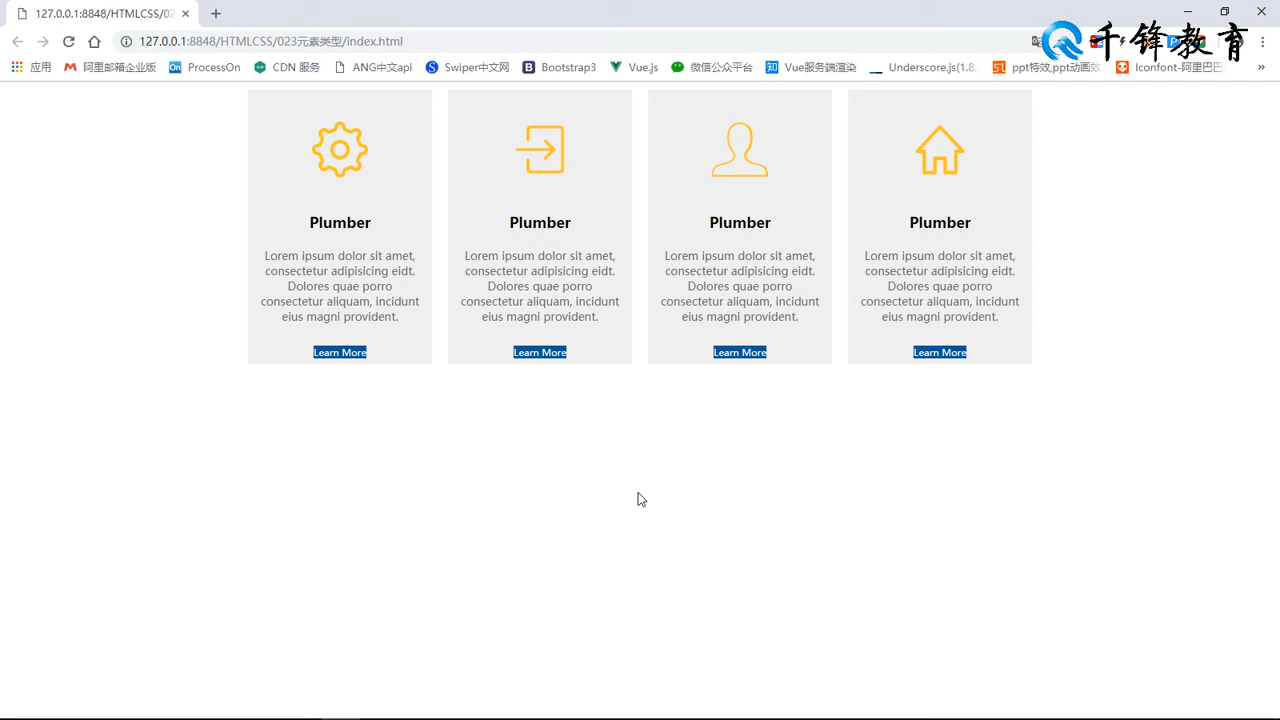 127.0.0.1:8848/HTMLCSS/02
127.0.0.1:8848/HTMLCSS/023元素类型/index.html
千锋教育
应用 阿里邮箱企业版 ProcessOn CDN 服务 SVG中文api Swiper中文网 Bootstrap3 Vue.js 微信公众平台 Vue服务端渲染 Underscore.js(1.8. ppt特效,ppt动画效 Iconfont-阿里巴巴 »
Plumber Plumber Plumber Plumber
Lorem ipsum dolor sit amet, Lorem ipsum dolor sit amet, Lorem ipsum dolor sit amet, Lorem ipsum dolor sit amet,
consectetur adipisicing eidt. consectetur adipisicing eidt. consectetur adipisicing eidt. consectetur adipisicing eidt.
Dolores quae porro Dolores quae porro Dolores quae porro Dolores quae porro
consectetur aliquam, incidunt consectetur aliquam, incidunt consectetur aliquam, incidunt consectetur aliquam, incidunt
eius magni provident. eius magni provident. eius magni provident. eius magni provident.
Learn More Learn More Learn More Learn More